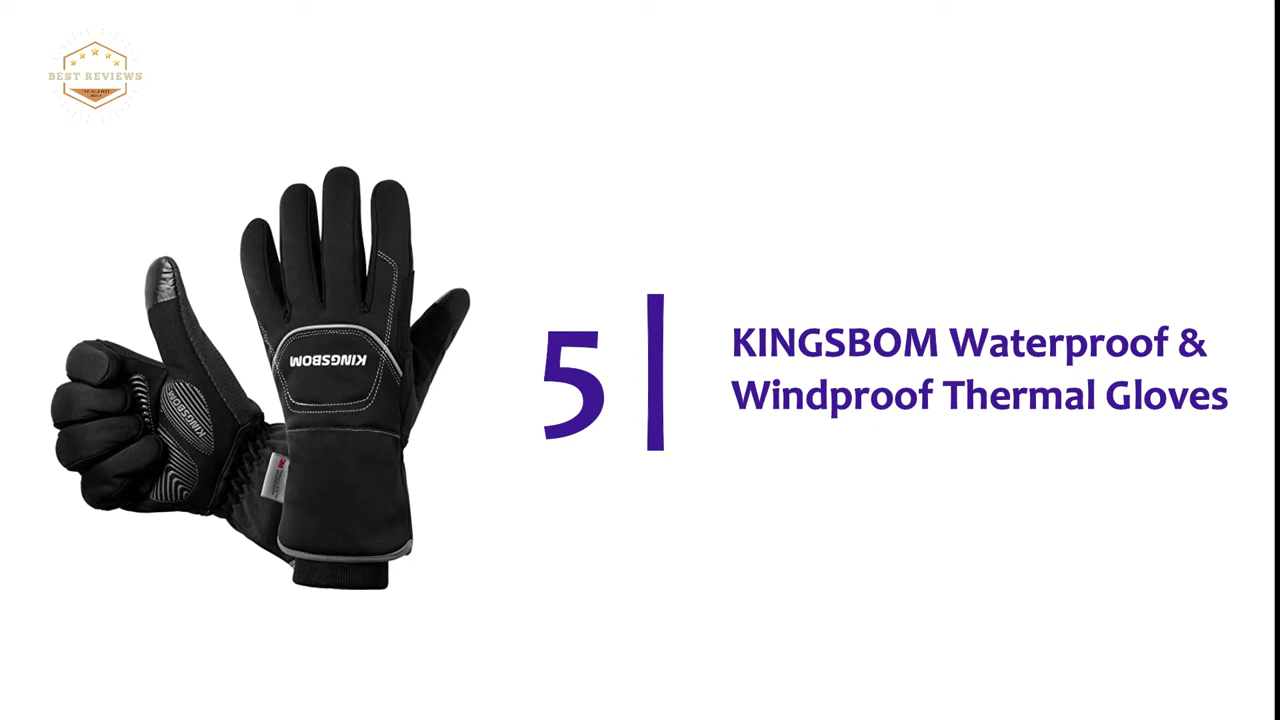 BEST REVIEWS
5
KINGSBOM Waterproof &
Windproof Thermal Gloves
KINGSBOM
KINGSBOM